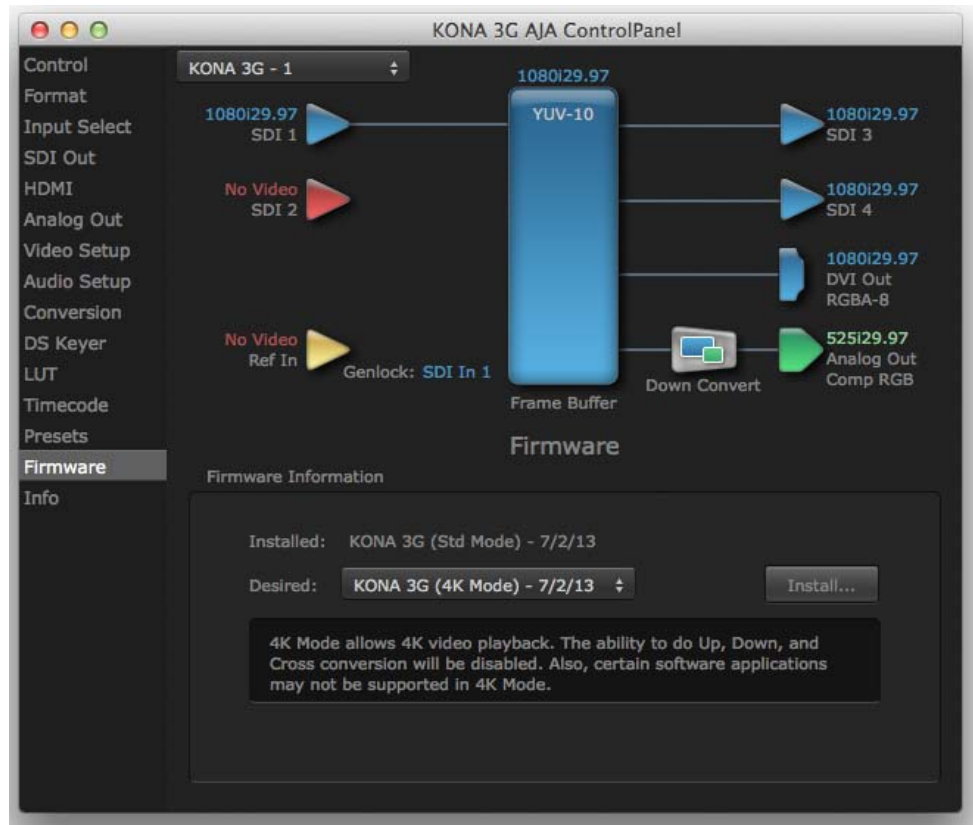 KONA 3G AJA ControlPanel
Control
Format
Input Select
SDI Out
HDMI
Analog Out
Video Setup
Audio Setup
Conversion
DS Keyer
LUT
Timecode
Presets
Firmware
Info
KONA 3G - 1
1080i29.97
SDI 1
No Video
SDI 2
No Video
Ref In
Genlock: SDI In 1
1080i29.97
YUV-10
Frame Buffer
Down Convert
1080i29.97
SDI 3
1080i29.97
SDI 4
1080i29.97
DVI Out
RGBA-8
525i29.97
Analog Out
Comp RGB
Firmware
Firmware Information
Installed: KONA 3G (Std Mode) - 7/2/13
Desired: KONA 3G (4K Mode) - 7/2/13
Install...
4K Mode allows 4K video playback. The ability to do Up, Down, and
Cross conversion will be disabled. Also, certain software applications
may not be supported in 4K Mode.